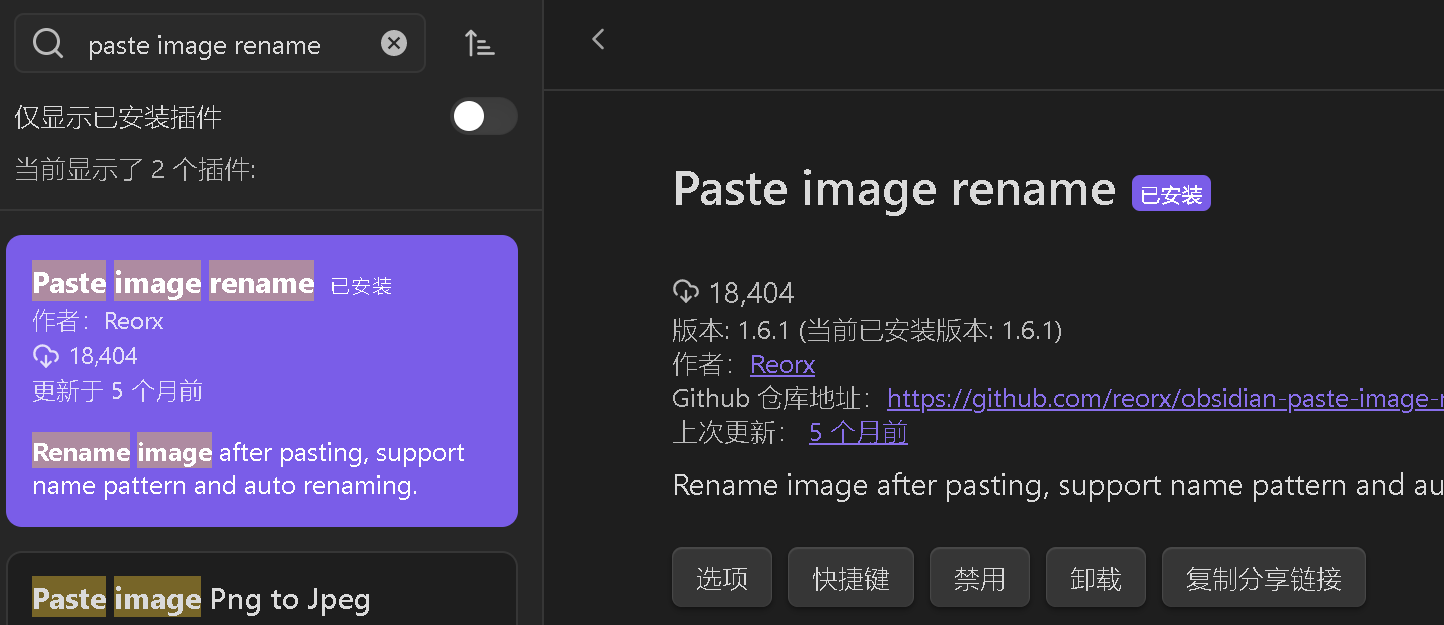 paste image rename
仅显示已安装插件
当前显示了 2 个插件:
Paste image rename 已安装
作者：Reorx
18,404
更新于 5 个月前
Rename image after pasting, support
name pattern and auto renaming.
Paste image Png to Jpeg
Paste image rename 已安装
18,404
版本: 1.6.1 (当前已安装版本: 1.6.1)
作者：Reorx
Github 仓库地址：https://github.com/reorx/obsidian-paste-image-
上次更新：5 个月前
Rename image after pasting, support name pattern and au
选项 快捷键 禁用 卸载 复制分享链接